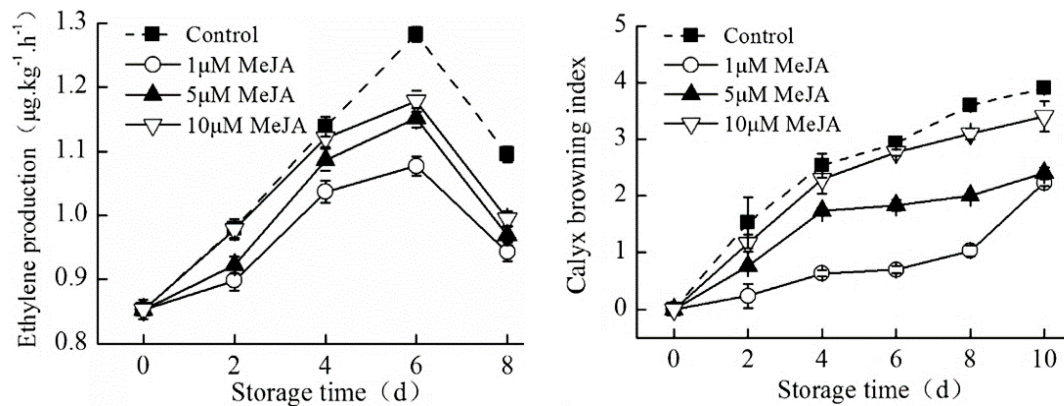 Ethylene production (μg.kg⁻¹.h⁻¹)
1.3
1.2
1.1
1.0
0.9
0.8
Control
1μM MeJA
5μM MeJA
10μM MeJA
0 2 4 6 8
Storage time (d)
Calyx browning index
5
4
3
2
1
0
Control
1μM MeJA
5μM MeJA
10μM MeJA
0 2 4 6 8 10
Storage time (d)